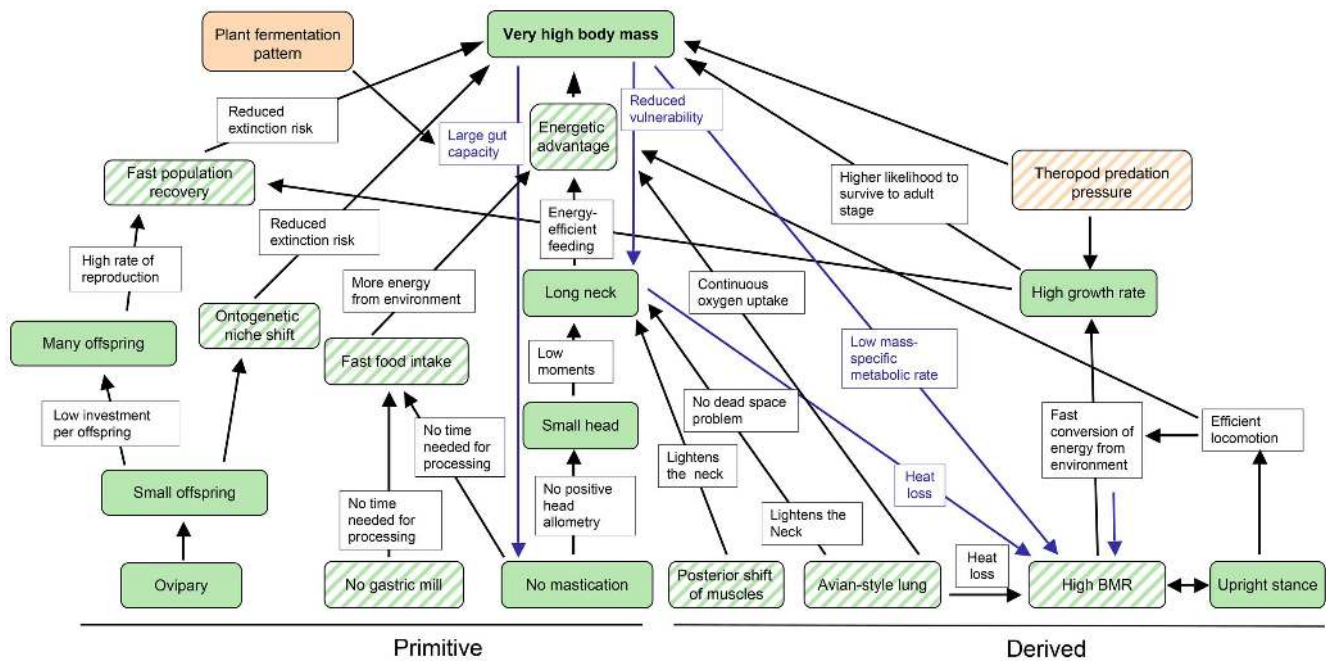 Plant fermentation
pattern
Very high body mass
Reduced
extinction risk
Large gut
capacity
Energetic
advantage
Reduced
vulnerability
Fast population
recovery
Higher likelihood to
survive to adult
stage
Theropod predation
pressure
Reduced
extinction risk
Energy-
efficient
feeding
High rate of
reproduction
More energy
from environment
Long neck
Continuous
oxygen uptake
High growth rate
Many offspring
Ontogenetic
niche shift
Fast food intake
Low
moments
Low mass-
specific
metabolic rate
No dead space
problem
Low investment
per offspring
No time
needed for
processing
Small head
Lightens
the neck
Fast
conversion of
energy from
environment
Efficient
locomotion
Small offspring
No time
needed for
processing
No positive
head
allometry
Heat
loss
Lightens the
Neck
Heat
loss
Ovipary
No gastric mill
No mastication
Posterior shift
of muscles
Avian-style lung
High BMR
Upright stance
Primitive
Derived